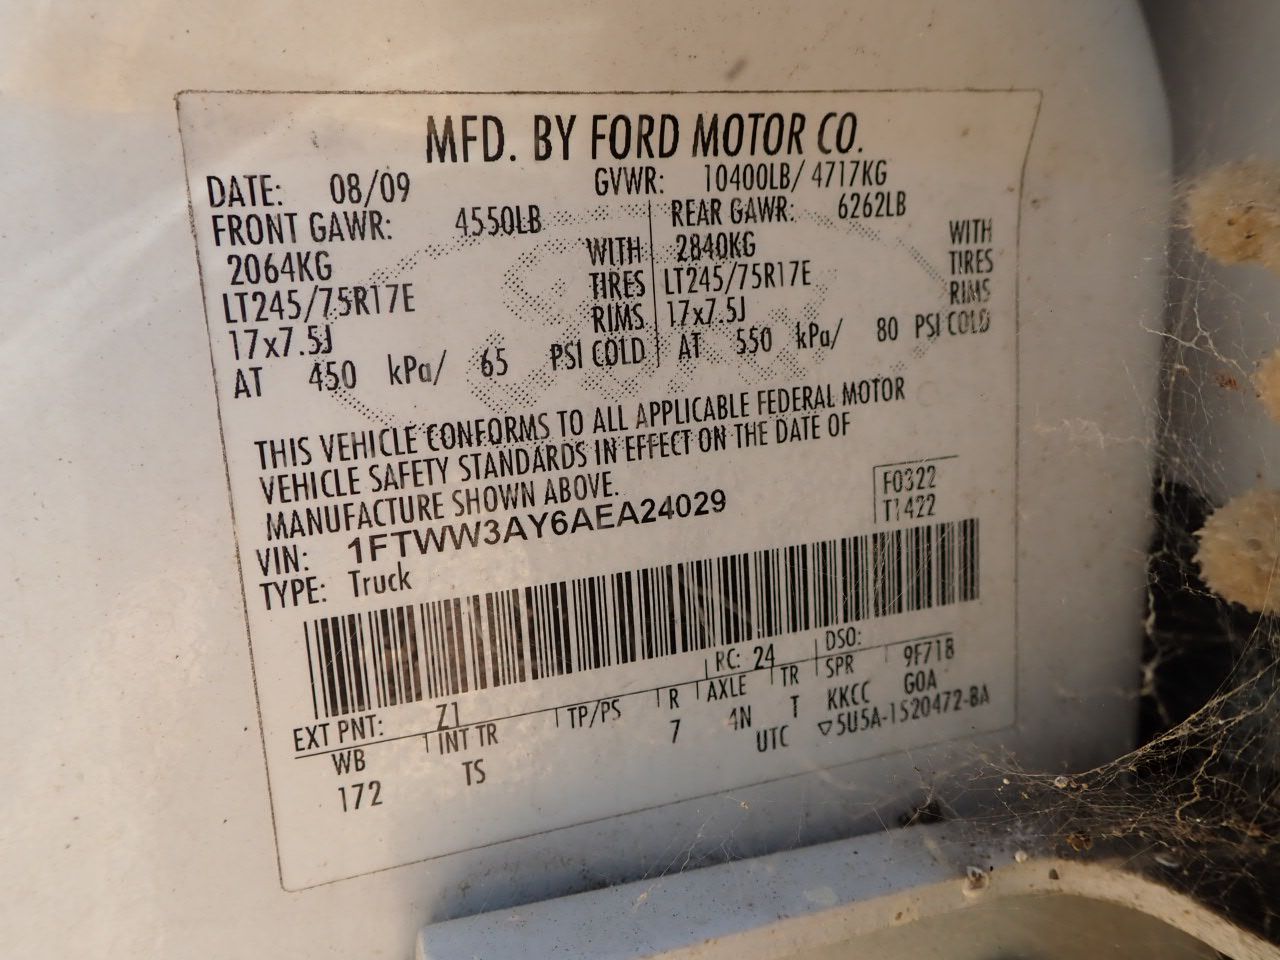 MFD. BY FORD MOTOR CO.
DATE: 08/09 GVWR: 10400LB/ 4717KG
FRONT GAWR: 4550LB REAR GAWR: 6262LB
2064KG WITH 2840KG WITH
LT245/75R17E TIRES LT245/75R17E TIRES
17x7.5J RIMS 17x7.5J RIMS
AT 450 kPa/ 65 PSI COLD AT 550 kPa/ 80 PSI COLD
THIS VEHICLE CONFORMS TO ALL APPLICABLE FEDERAL MOTOR
VEHICLE SAFETY STANDARDS IN EFFECT ON THE DATE OF
MANUFACTURE SHOWN ABOVE.
F0322
VIN: 1FTWW3AY6AEA24029 T1422
TYPE: Truck
EXT PNT: Z1 RC: 24 DSO:
WB INT TR TP/PS R AXLE TR SPR 9F718
172 TS 7 4N T KKCC G0A
UTC ▽5U5A-1520472-BA